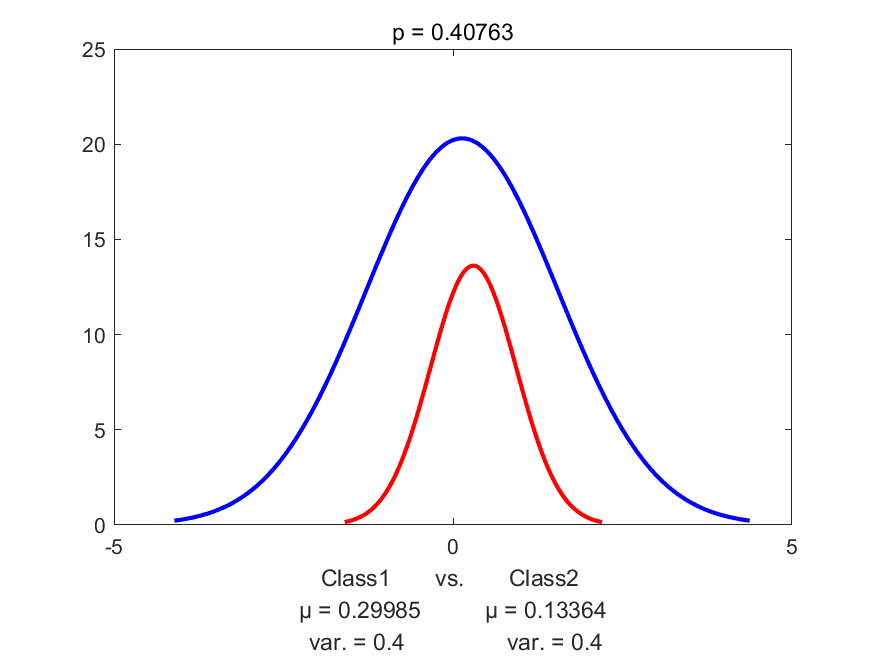 p = 0.40763
25
20
15
10
5
0
-5 0 5
Class1 vs. Class2
μ = 0.29985 μ = 0.13364
var. = 0.4 var. = 0.4